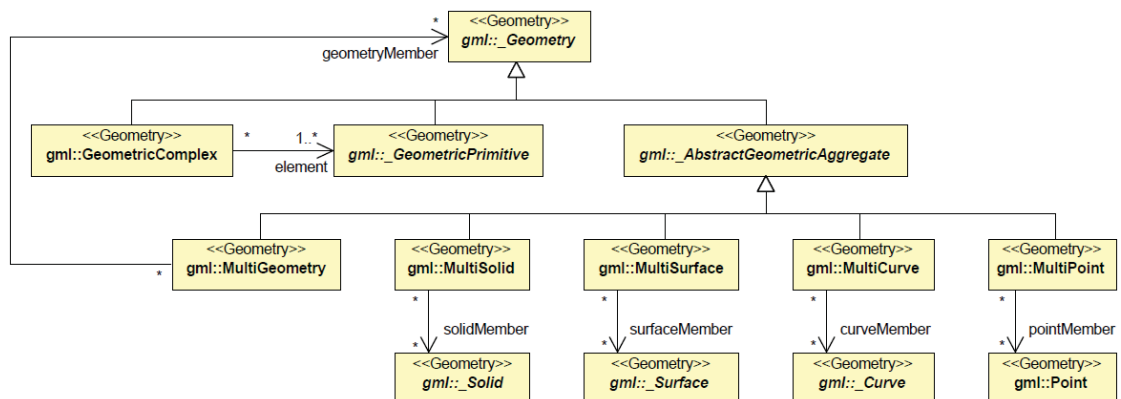 *
<<Geometry>>
gml::_Geometry
geometryMember
<<Geometry>>
gml::GeometricComplex
*
1..*
element
<<Geometry>>
gml::_GeometricPrimitive
<<Geometry>>
gml::_AbstractGeometricAggregate
*
<<Geometry>>
gml::MultiGeometry
<<Geometry>>
gml::MultiSolid
<<Geometry>>
gml::MultiSurface
<<Geometry>>
gml::MultiCurve
<<Geometry>>
gml::MultiPoint
*
solidMember
*
*
surfaceMember
*
*
curveMember
*
*
pointMember
*
<<Geometry>>
gml::_Solid
<<Geometry>>
gml::_Surface
<<Geometry>>
gml::_Curve
<<Geometry>>
gml::Point